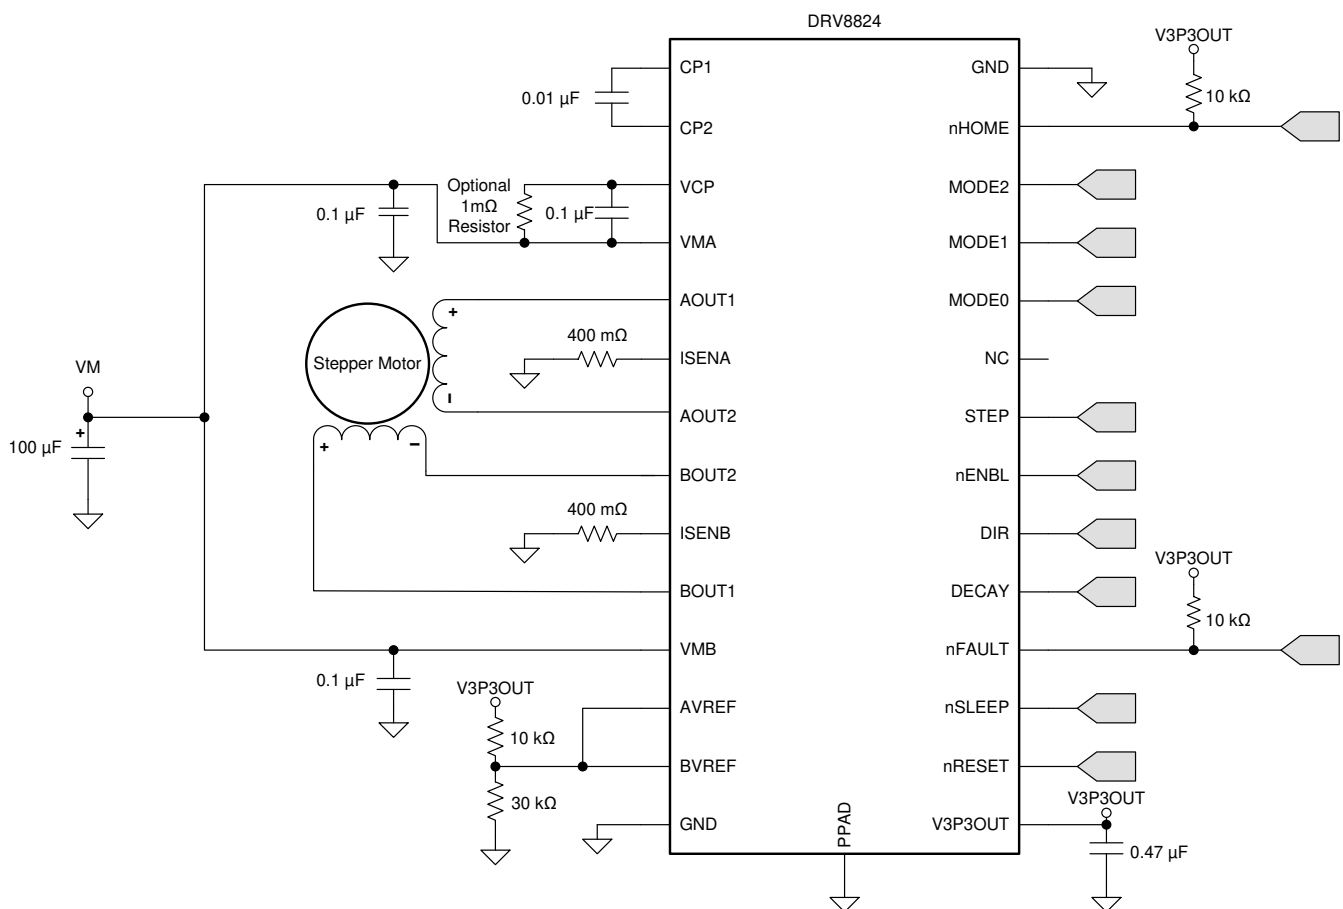 DRV8824
V3P3OUT
CP1
GND
10 kΩ
0.01 µF
CP2
nHOME
VCP
MODE2
Optional
1mΩ
Resistor
0.1 µF
0.1 µF
VMA
MODE1
AOUT1
MODE0
+
400 mΩ
Stepper Motor
ISENA
NC
VM
–
AOUT2
STEP
+
100 µF
+
–
BOUT2
nENBL
400 mΩ
ISENB
DIR
V3P3OUT
BOUT1
DECAY
10 kΩ
VMB
nFAULT
0.1 µF
V3P3OUT
AVREF
nSLEEP
10 kΩ
BVREF
nRESET
V3P3OUT
30 kΩ
GND
PPAD
V3P3OUT
0.47 µF